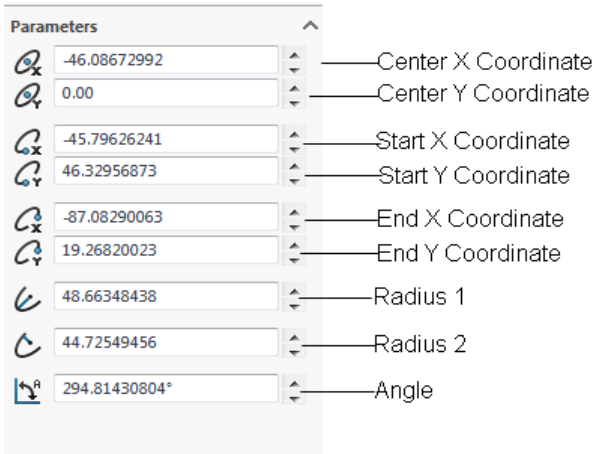 Parameters
-46.08672992 Center X Coordinate
0.00 Center Y Coordinate
-45.79626241 Start X Coordinate
46.32956873 Start Y Coordinate
-87.08290063 End X Coordinate
19.26820023 End Y Coordinate
48.66348438 Radius 1
44.72549456 Radius 2
294.81430804° Angle